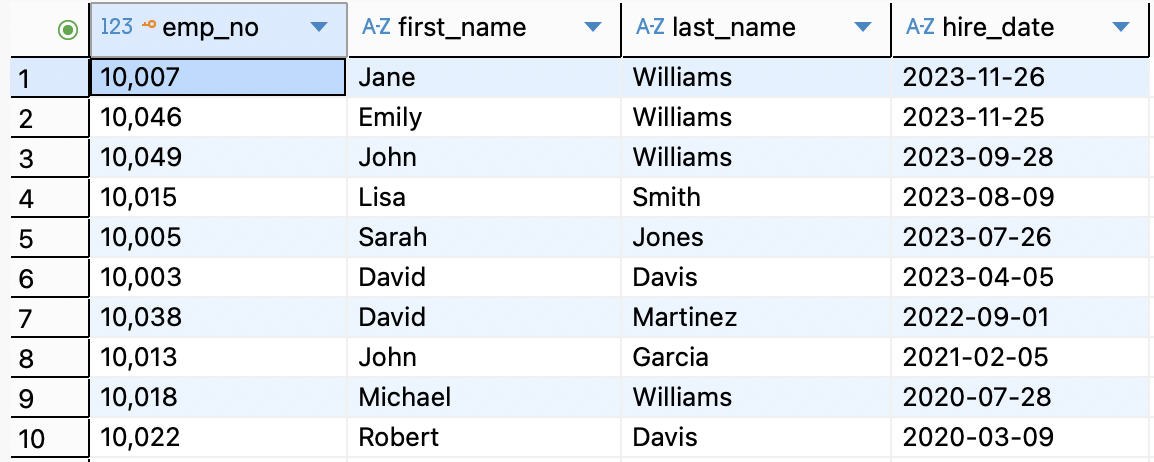 123 emp_no A-Z first_name A-Z last_name A-Z hire_date
1 10,007 Jane Williams 2023-11-26
2 10,046 Emily Williams 2023-11-25
3 10,049 John Williams 2023-09-28
4 10,015 Lisa Smith 2023-08-09
5 10,005 Sarah Jones 2023-07-26
6 10,003 David Davis 2023-04-05
7 10,038 David Martinez 2022-09-01
8 10,013 John Garcia 2021-02-05
9 10,018 Michael Williams 2020-07-28
10 10,022 Robert Davis 2020-03-09